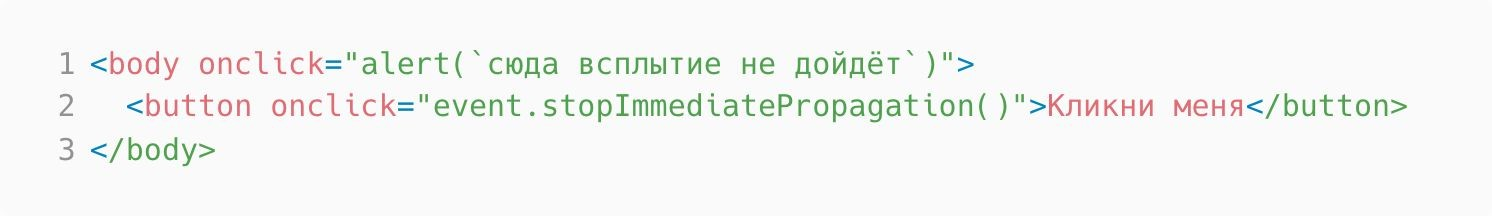 1 <body onclick="alert(`сюда всплытие не дойдёт`)">
2   <button onclick="event.stopImmediatePropagation()">Кликни меня</button>
3 </body>